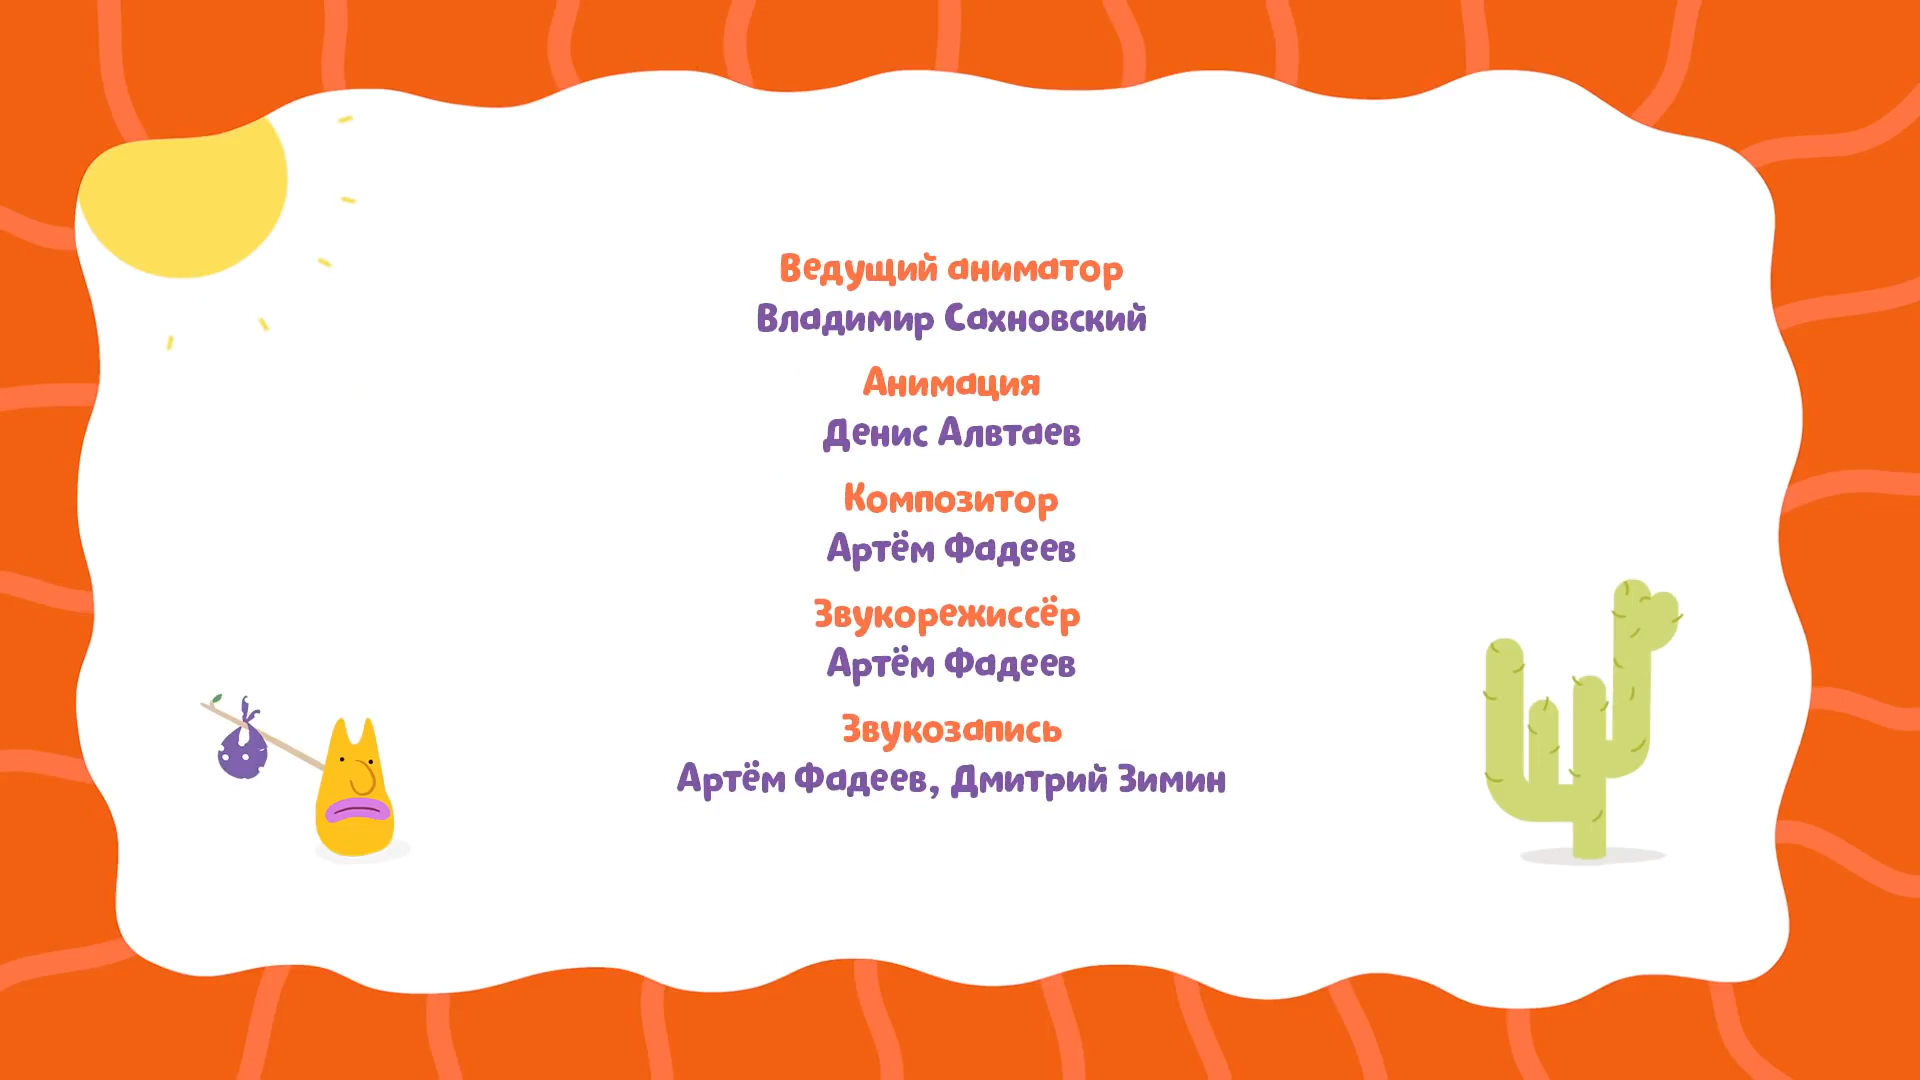 Ведущий аниматор
Владимир Сахновский
Анимация
Денис Алвтаев
Композитор
Артём Фадеев
Звукорежиссёр
Артём Фадеев
Звукозапись
Артём Фадеев, Дмитрий Зимин